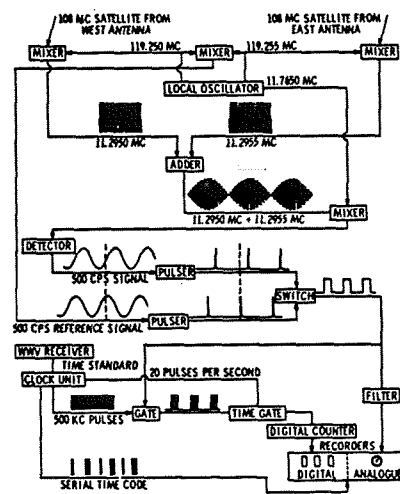 108 MC SATELLITE FROM WEST ANTENNA
108 MC SATELLITE FROM EAST ANTENNA
MIXER
119.250 MC
MIXER
119.255 MC
MIXER
LOCAL OSCILLATOR
11.7650 MC
11.2950 MC
11.2955 MC
ADDER
11.2950 MC + 11.2955 MC
MIXER
DETECTOR
500 CPS SIGNAL
PULSER
SWITCH
500 CPS REFERENCE SIGNAL
PULSER
WWV RECEIVER
TIME STANDARD
CLOCK UNIT
20 PULSES PER SECOND
FILTER
500 KC PULSES
GATE
TIME GATE
DIGITAL COUNTER
RECORDERS
DIGITAL
ANALOGUE
SERIAL TIME CODE